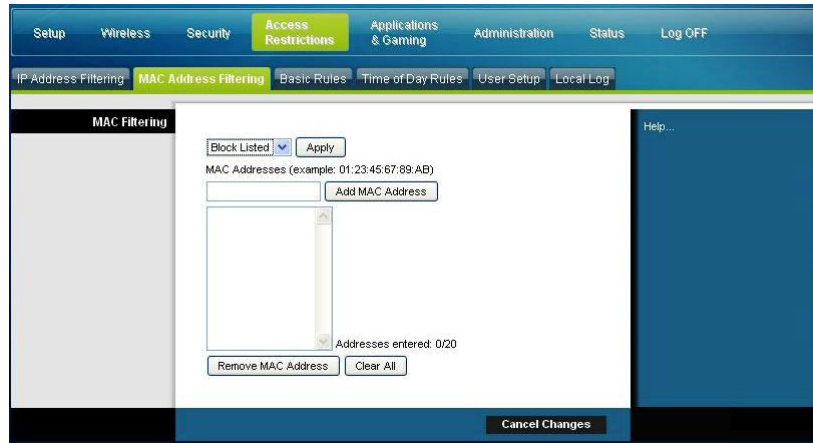 Setup Wireless Security Access Restrictions Applications & Gaming Administration Status Log OFF
IP Address Filtering MAC Address Filtering Basic Rules Time of Day Rules User Setup Local Log
MAC Filtering
Help...
Block Listed Apply
MAC Addresses (example: 01:23:45:67:89:AB)
Add MAC Address
Addresses entered: 0/20
Remove MAC Address Clear All
Cancel Changes